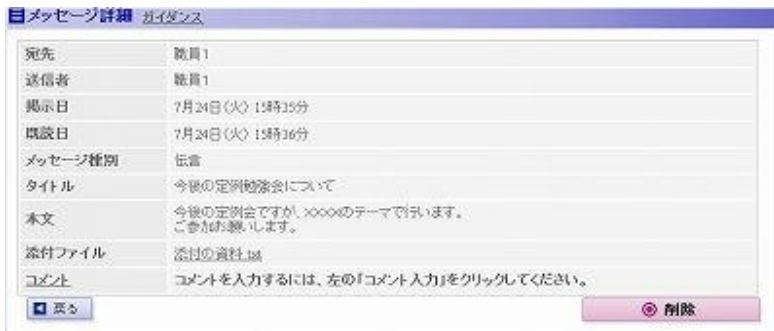 メッセージ詳細 ガイダンス
宛先 職員1
送信者 職員1
掲示日 7月24日(火) 15時35分
既読日 7月24日(火) 15時36分
メッセージ種別 伝言
タイトル 今後の定例勉強会について
本文 今後の定例会ですが、XXXXのテーマで行います。
ご参加お願いします。
添付ファイル 添付の資料.txt
コメント コメントを入力するには、左の「コメント入力」をクリックしてください。
戻る 削除